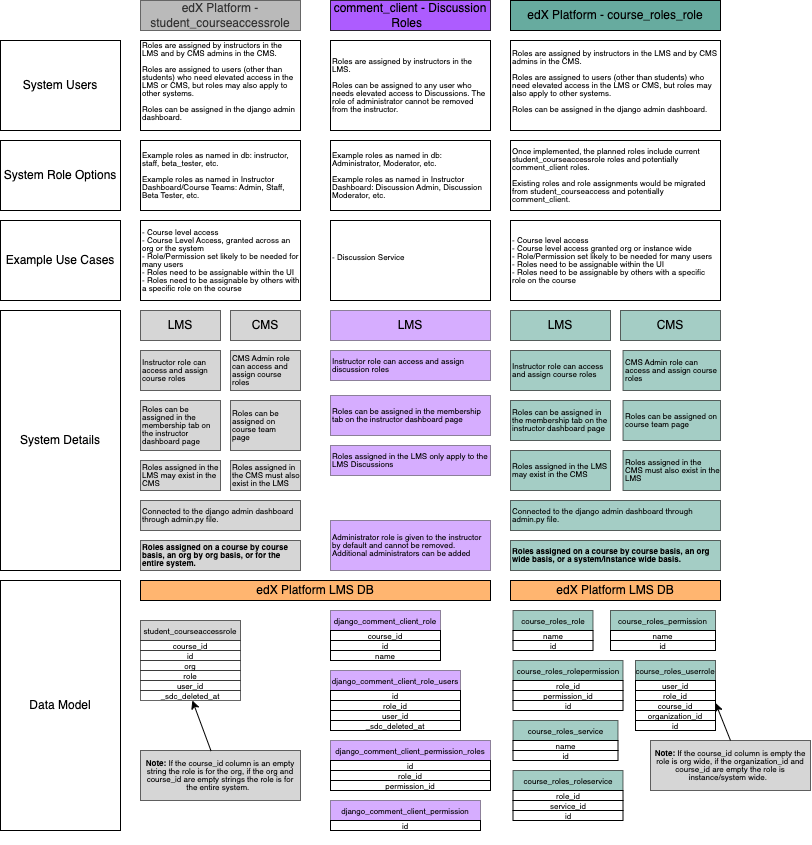 edX Platform -
student_courseaccessrole
comment_client - Discussion
Roles
edX Platform - course_roles_role
System Users
Roles are assigned by instructors in the
LMS and by CMS admins in the CMS.
Roles are assigned to users (other than
students) who need elevated access in the
LMS or CMS, but roles may also apply to
other systems.
Roles can be assigned in the django admin
dashboard.
Roles are assigned by instructors in the
LMS.
Roles can be assigned to any user who
needs elevated access to Discussions. The
role of administrator cannot be removed
from the instructor.
Roles are assigned by instructors in the LMS and by CMS
admins in the CMS.
Roles are assigned to users (other than students) who
need elevated access in the LMS or CMS, but roles may
also apply to other systems.
Roles can be assigned in the django admin dashboard.
System Role Options
Example roles as named in db: instructor,
staff, beta_tester, etc.
Example roles as named in Instructor
Dashboard/Course Teams: Admin, Staff,
Beta Tester, etc.
Example roles as named in db:
Administrator, Moderator, etc.
Example roles as named in Instructor
Dashboard: Discussion Admin, Discussion
Moderator, etc.
Once implemented, the planned roles include current
student_courseaccessrole roles and potentially
comment_client roles.
Existing roles and role assignments would be migrated
from student_courseaccess and potentially
comment_client.
Example Use Cases
- Course level access
- Course Level Access, granted across an
org or the system
- Role/Permission set likely to be needed for
many users
- Roles need to be assignable within the UI
- Roles need to be assignable by others with
a specific role on the course
- Discussion Service
- Course level access
- Course level access granted org or instance wide
- Role/Permission set likely to be needed for many users
- Roles need to be assignable within the UI
- Roles need to be assignable by others with a specific
role on the course
System Details
LMS
CMS
LMS
LMS
CMS
Instructor role can
access and assign
course roles
CMS Admin role
can access and
assign course
roles
Instructor role can access and assign
discussion roles
Instructor role can access
and assign course roles
CMS Admin role can
access and assign course
roles
Roles can be
assigned in the
membership tab on
the instructor
dashboard page
Roles can be
assigned on
course team
page
Roles can be assigned in the membership
tab on the instructor dashboard page
Roles can be assigned in
the membership tab on the
instructor dashboard page
Roles can be assigned on
course team page
Roles assigned in the
LMS may exist in the
CMS
Roles assigned in
the CMS must also
exist in the LMS
Roles assigned in the LMS only apply to the
LMS Discussions
Roles assigned in the LMS
may exist in the CMS
Roles assigned in the
CMS must also exist in the
LMS
Connected to the django admin dashboard
through admin.py file.
Connected to the django admin dashboard through
admin.py file.
Roles assigned on a course by course
basis, an org by org basis, or for the
entire system.
Administrator role is given to the instructor
by default and cannot be removed.
Additional administrators can be added
Roles assigned on a course by course basis, an org
wide basis, or a system/instance wide basis.
Data Model
edX Platform LMS DB
edX Platform LMS DB
student_courseaccessrole
course_id
id
org
role
user_id
_sdc_deleted_at
Note: If the course_id column is an empty
string the role is for the org, if the org and
course_id are empty strings the role is for
the entire system.
django_comment_client_role
course_id
id
name
django_comment_client_role_users
id
role_id
user_id
_sdc_deleted_at
django_comment_client_permission_roles
id
role_id
permission_id
django_comment_client_permission
id
course_roles_role
name
id
course_roles_permission
name
id
course_roles_rolepermission
role_id
permission_id
id
course_roles_userrole
user_id
role_id
course_id
organization_id
id
course_roles_service
name
id
course_roles_roleservice
role_id
service_id
id
Note: If the course_id column is empty the
role is org wide, if the organization_id and
course_id are empty the role is
instance/system wide.